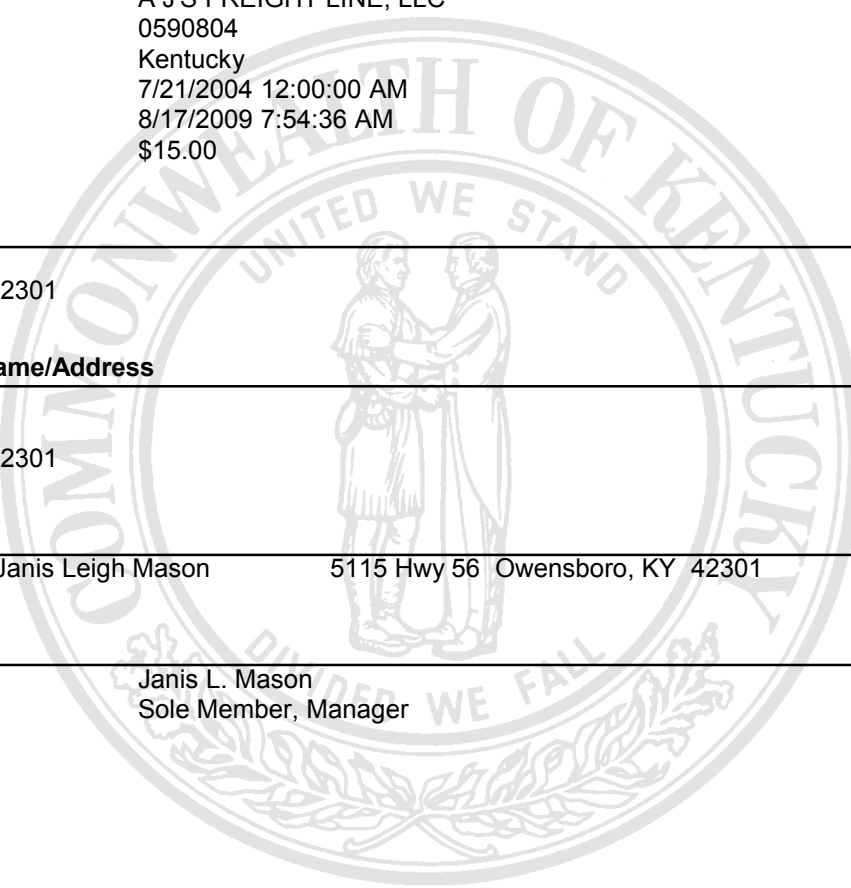 A J S FREIGHT LINE, LLC
0590804
Kentucky
7/21/2004 12:00:00 AM
8/17/2009 7:54:36 AM
$15.00
COMMONWEALTH OF KENTUCKY
UNITED WE STAND
2301
ame/Address
2301
Janis Leigh Mason 5115 Hwy 56 Owensboro, KY 42301
DIVIDED WE FALL
Janis L. Mason
Sole Member, Manager